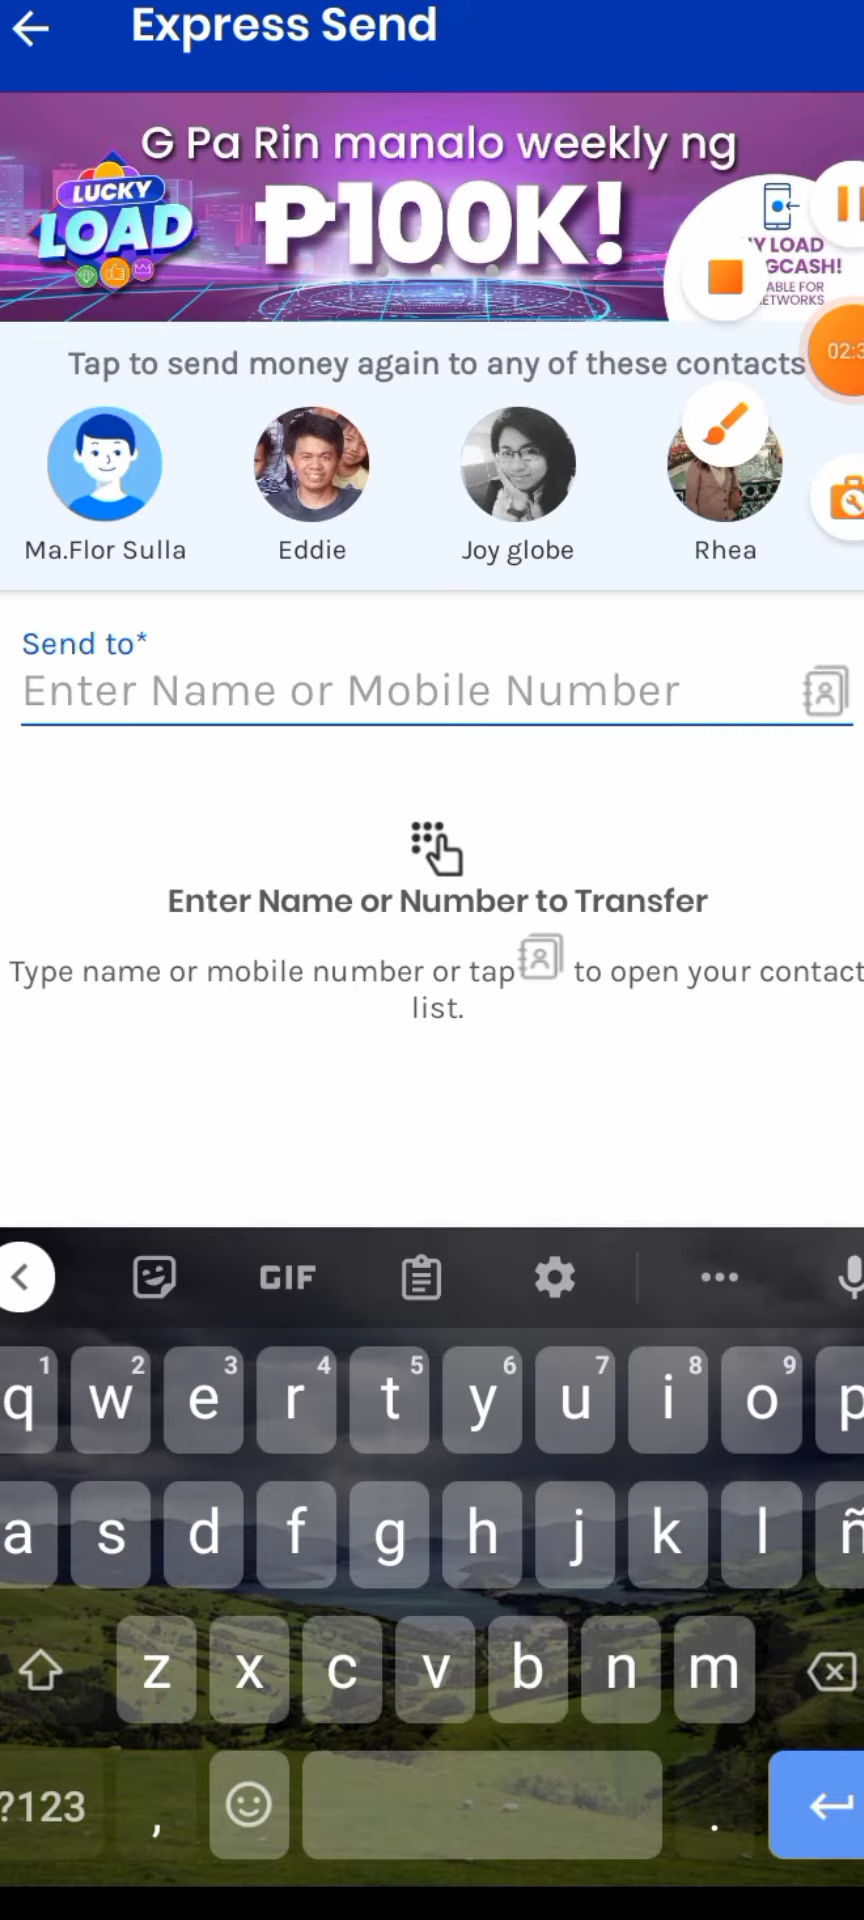 Express Send
G Pa Rin manalo weekly ng
₱100K!
LUCKY
LOAD
LOAD
GCASH!
ABLE FOR
ETWORKS
02:3
Tap to send money again to any of these contacts
Ma.Flor Sulla
Eddie
Joy globe
Rhea
Send to*
Enter Name or Mobile Number
Enter Name or Number to Transfer
Type name or mobile number or tap to open your contact
list.
GIF
1 2 3 4 5 6 7 8 9
q w e r t y u i o p
a s d f g h j k l ñ
z x c v b n m
?123 , .